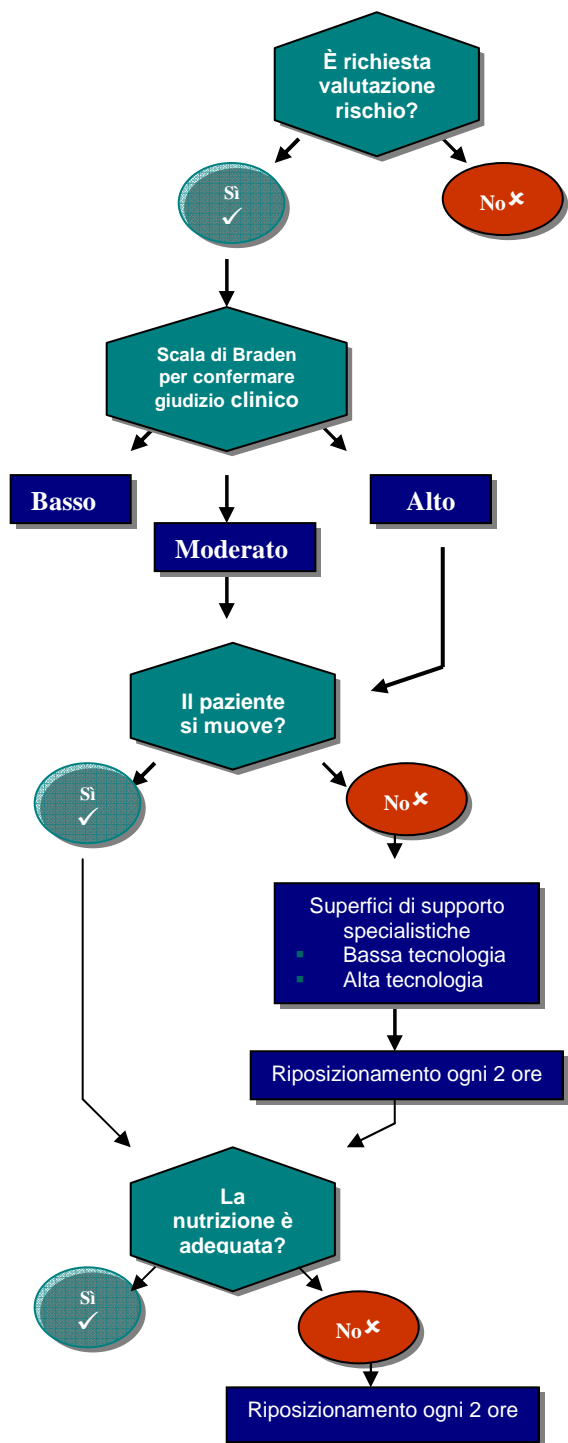 È richiesta
valutazione
rischio?
Sì
✓
No ✘
Scala di Braden
per confermare
giudizio clinico
Basso
Alto
Moderato
Il paziente
si muove?
Sì
✓
No ✘
Superfici di supporto
specialistiche
▪ Bassa tecnologia
▪ Alta tecnologia
Riposizionamento ogni 2 ore
La
nutrizione è
adeguata?
Sì
✓
No ✘
Riposizionamento ogni 2 ore